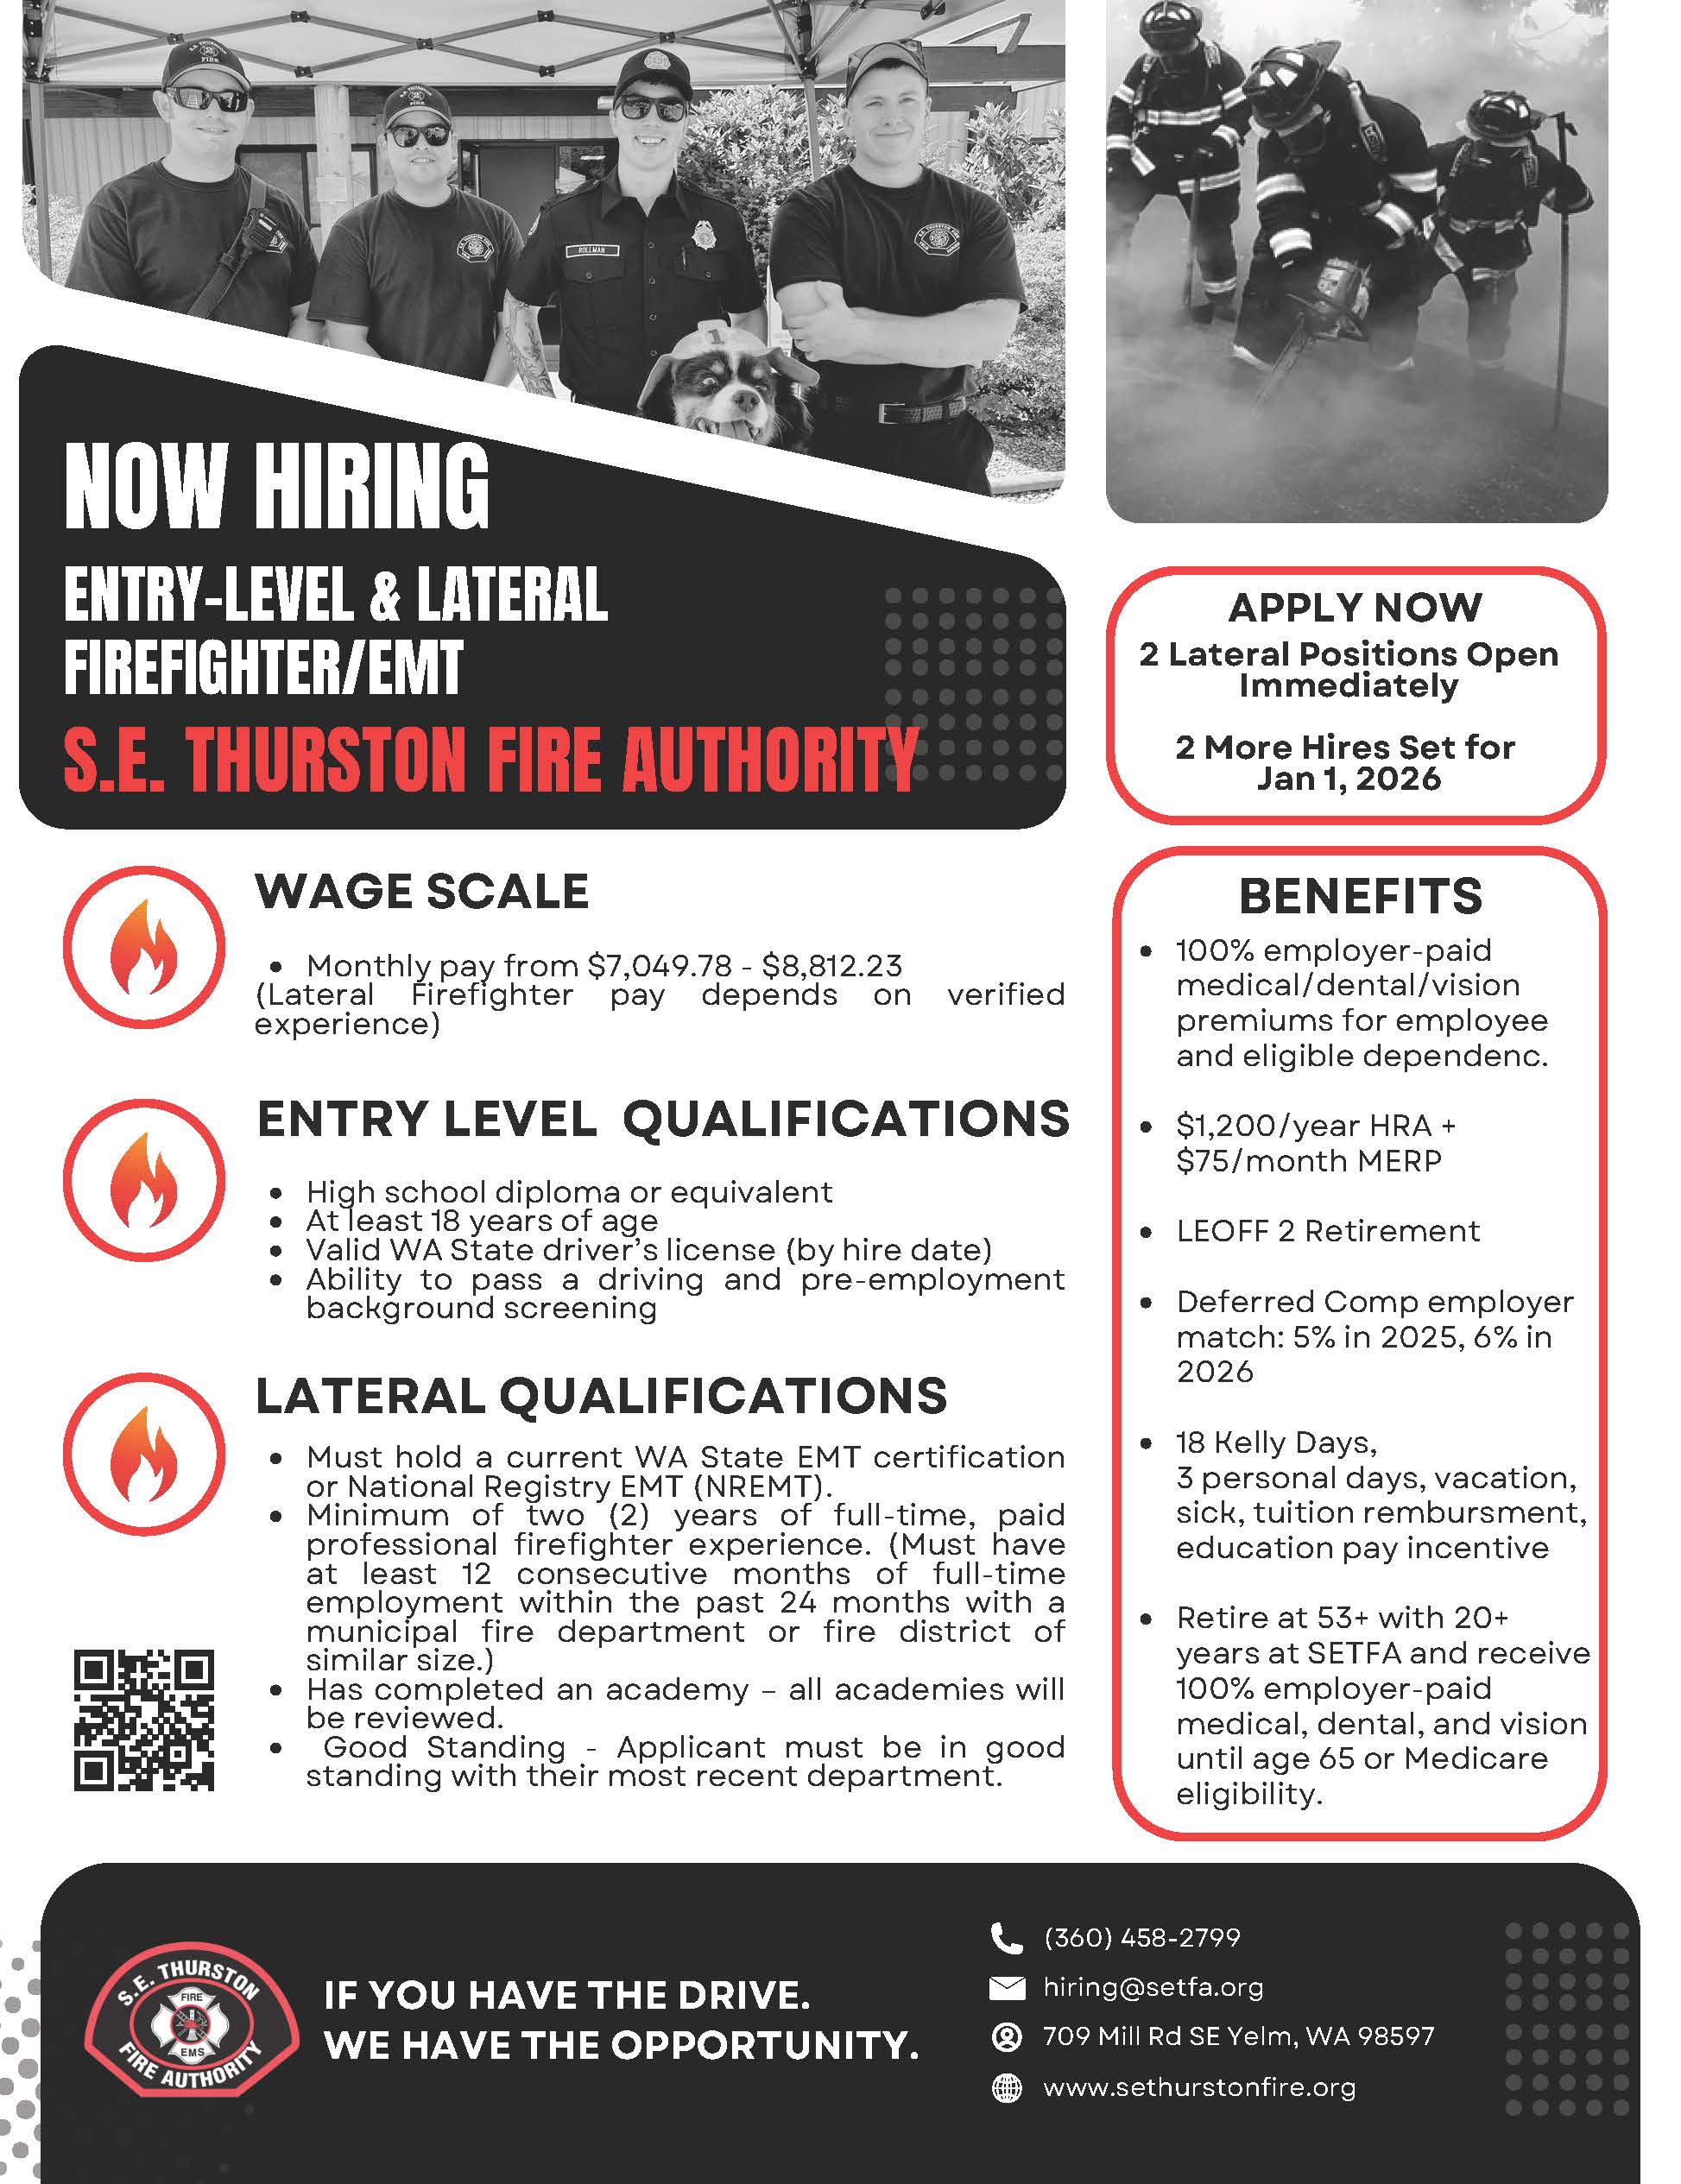 ROLLMAN
1
NOW HIRING
ENTRY-LEVEL & LATERAL
FIREFIGHTER/EMT
S.E. THURSTON FIRE AUTHORITY
APPLY NOW
2 Lateral Positions Open
Immediately
2 More Hires Set for
Jan 1, 2026
WAGE SCALE
• Monthly pay from $7,049.78 - $8,812.23
(Lateral Firefighter pay depends on verified
experience)
ENTRY LEVEL QUALIFICATIONS
• High school diploma or equivalent
• At least 18 years of age
• Valid WA State driver's license (by hire date)
• Ability to pass a driving and pre-employment
background screening
LATERAL QUALIFICATIONS
• Must hold a current WA State EMT certification
or National Registry EMT (NREMT).
• Minimum of two (2) years of full-time, paid
professional firefighter experience. (Must have
at least 12 consecutive months of full-time
employment within the past 24 months with a
municipal fire department or fire district of
similar size.)
• Has completed an academy – all academies will
be reviewed.
• Good Standing - Applicant must be in good
standing with their most recent department.
BENEFITS
• 100% employer-paid
medical/dental/vision
premiums for employee
and eligible dependenc.
• $1,200/year HRA +
$75/month MERP
• LEOFF 2 Retirement
• Deferred Comp employer
match: 5% in 2025, 6% in
2026
• 18 Kelly Days,
3 personal days, vacation,
sick, tuition rembursment,
education pay incentive
• Retire at 53+ with 20+
years at SETFA and receive
100% employer-paid
medical, dental, and vision
until age 65 or Medicare
eligibility.
S.E. THURSTON
FIRE
EMS
FIRE AUTHORITY
IF YOU HAVE THE DRIVE.
WE HAVE THE OPPORTUNITY.
(360) 458-2799
hiring@setfa.org
709 Mill Rd SE Yelm, WA 98597
www.sethurstonfire.org